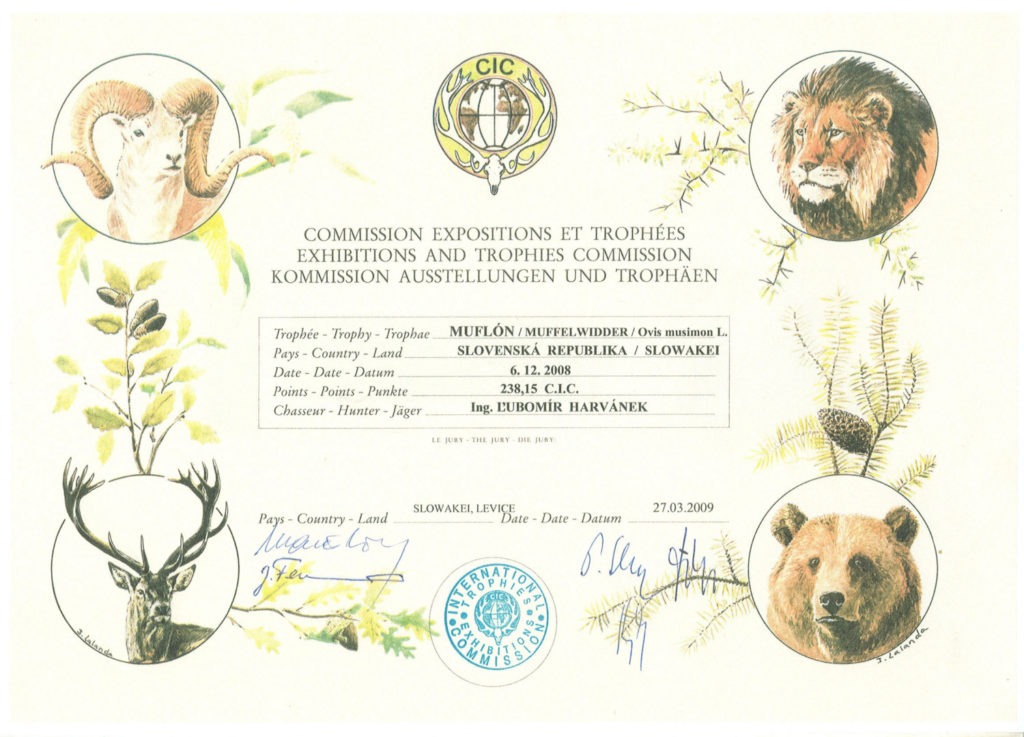 CIC
COMMISSION EXPOSITIONS ET TROPHÉES
EXHIBITIONS AND TROPHIES COMMISSION
KOMMISSION AUSSTELLUNGEN UND TROPHÄEN
Trophée - Trophy - Trophae MUFLÓN / MUFFELWIDDER / Ovis musimon L.
Pays - Country - Land SLOVENSKÁ REPUBLIKA / SLOWAKEI
Date - Date - Datum 6. 12. 2008
Points - Points - Punkte 238,15 C.I.C.
Chasseur - Hunter - Jäger Ing. ĽUBOMÍR HARVÁNEK
LE JURY - THE JURY - DIE JURY:
Pays - Country - Land SLOWAKEI, LEVICE Date - Date - Datum 27.03.2009
INTERNATIONAL
TROPHIES
CIC
EXHIBITIONS
COMMISSION
J. Lalanda
J. Lalanda